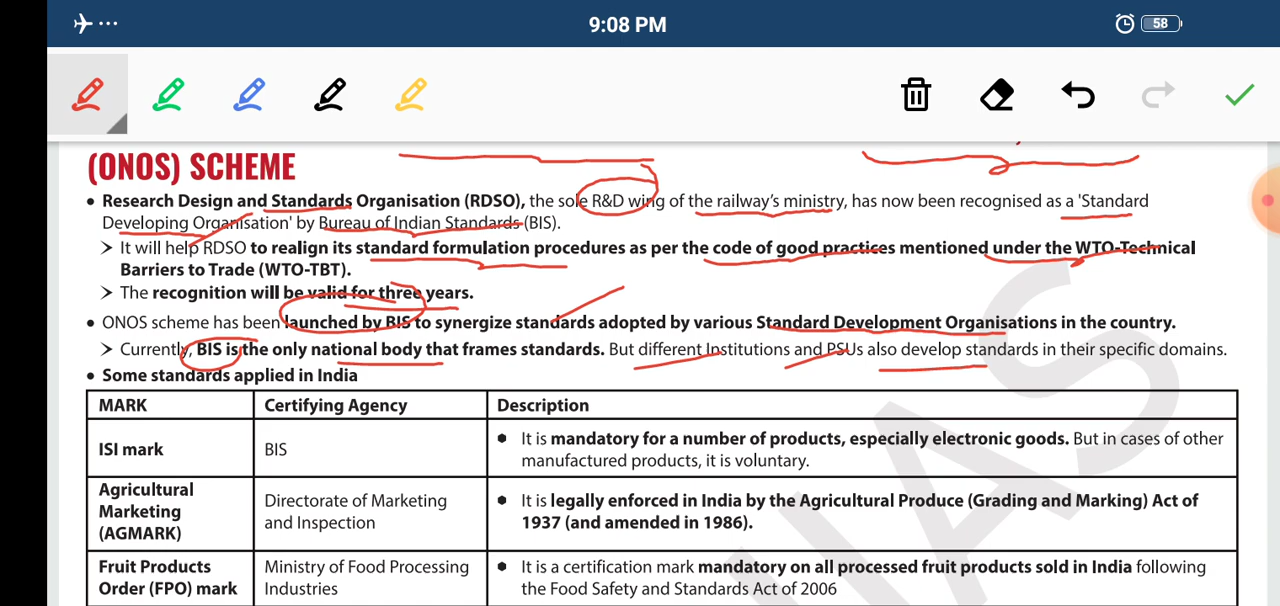 9:08 PM
58
(ONOS) SCHEME
• Research Design and Standards Organisation (RDSO), the sole R&D wing of the railway's ministry, has now been recognised as a 'Standard
Developing Organisation' by Bureau of Indian Standards (BIS).
➢ It will help RDSO to realign its standard formulation procedures as per the code of good practices mentioned under the WTO-Technical
Barriers to Trade (WTO-TBT).
➢ The recognition will be valid for three years.
• ONOS scheme has been launched by BIS to synergize standards adopted by various Standard Development Organisations in the country.
➢ Currently, BIS is the only national body that frames standards. But different Institutions and PSUs also develop standards in their specific domains.
• Some standards applied in India
MARK Certifying Agency Description
ISI mark BIS • It is mandatory for a number of products, especially electronic goods. But in cases of other
manufactured products, it is voluntary.
Agricultural
Marketing
(AGMARK)
Directorate of Marketing
and Inspection
• It is legally enforced in India by the Agricultural Produce (Grading and Marking) Act of
1937 (and amended in 1986).
Fruit Products
Order (FPO) mark
Ministry of Food Processing
Industries
• It is a certification mark mandatory on all processed fruit products sold in India following
the Food Safety and Standards Act of 2006
IAS